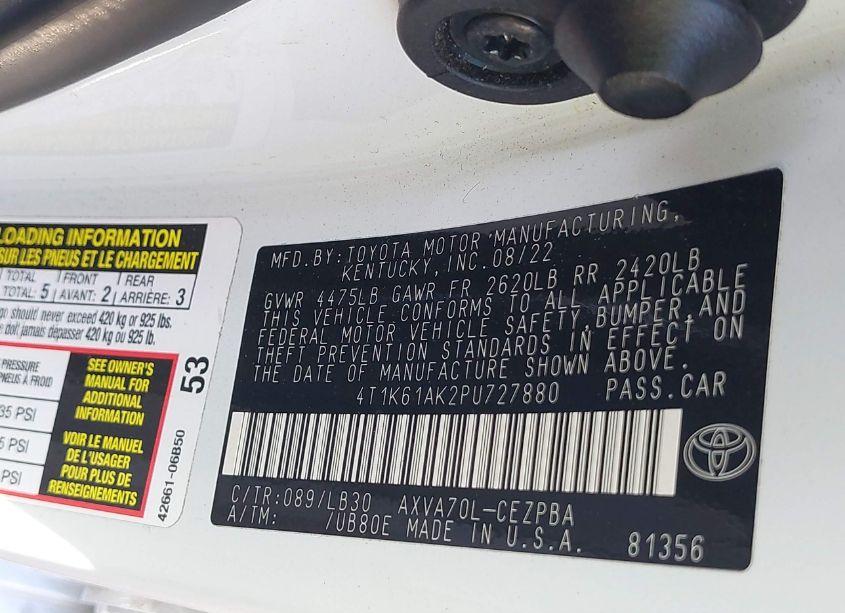 LOADING INFORMATION
SUR LES PNEUS ET LE CHARGEMENT
TOTAL FRONT REAR
TOTAL: 5 AVANT: 2 ARRIÈRE: 3
should never exceed 420 kg or 925 lbs.
doit jamais dépasser 420 kg ou 925 lb.
PRESSURE
PNEUS À FROID
35 PSI
5 PSI
PSI
SEE OWNER'S
MANUAL FOR
ADDITIONAL
INFORMATION
VOIR LE MANUEL
DE L'USAGER
POUR PLUS DE
RENSEIGNEMENTS
53
42661-06B50
MFD.BY:TOYOTA MOTOR MANUFACTURING,
KENTUCKY,INC.08/22
GVWR 4475LB GAWR FR 2620LB RR 2420LB
THIS VEHICLE CONFORMS TO ALL APPLICABLE
FEDERAL MOTOR VEHICLE SAFETY,BUMPER,AND
THEFT PREVENTION STANDARDS IN EFFECT ON
THE DATE OF MANUFACTURE SHOWN ABOVE.
4T1K61AK2PU727880 PASS.CAR
C/TR:089/LB30 AXVA70L-CEZPBA
A/TM: /UB80E MADE IN U.S.A. 81356